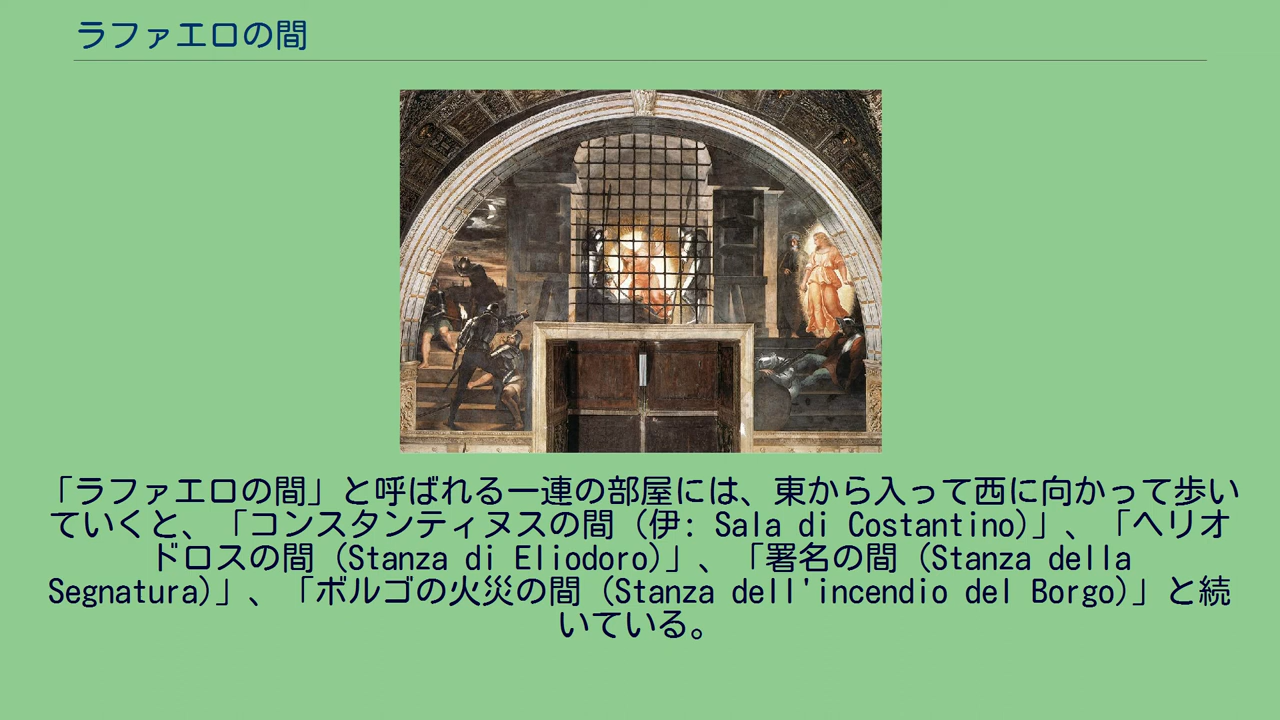 ラファエロの間
「ラファエロの間」と呼ばれる一連の部屋には、東から入って西に向かって歩い
ていくと、「コンスタンティヌスの間（伊: Sala di Costantino)」、「ヘリオ
ドロスの間（Stanza di Eliodoro)」、「署名の間（Stanza della
Segnatura)」、「ボルゴの火災の間（Stanza dell'incendio del Borgo)」と続
いている。